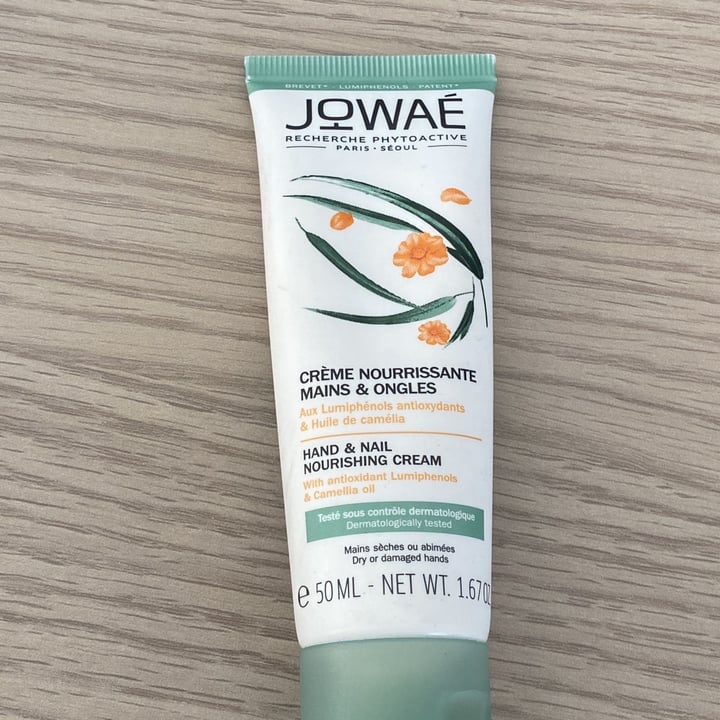 BREVET* - LUMIPHENOLS - PATENT*
JOWAÉ
RECHERCHE PHYTOACTIVE
PARIS • SÉOUL
CRÈME NOURRISSANTE
MAINS & ONGLES
Aux Lumiphénols antioxydants
& Huile de camélia
HAND & NAIL
NOURISHING CREAM
With antioxidant Lumiphenols
& Camellia oil
Testé sous contrôle dermatologique
Dermatologically tested
Mains sèches ou abimées
Dry or damaged hands
e 50 ML - NET WT. 1.67 OZ